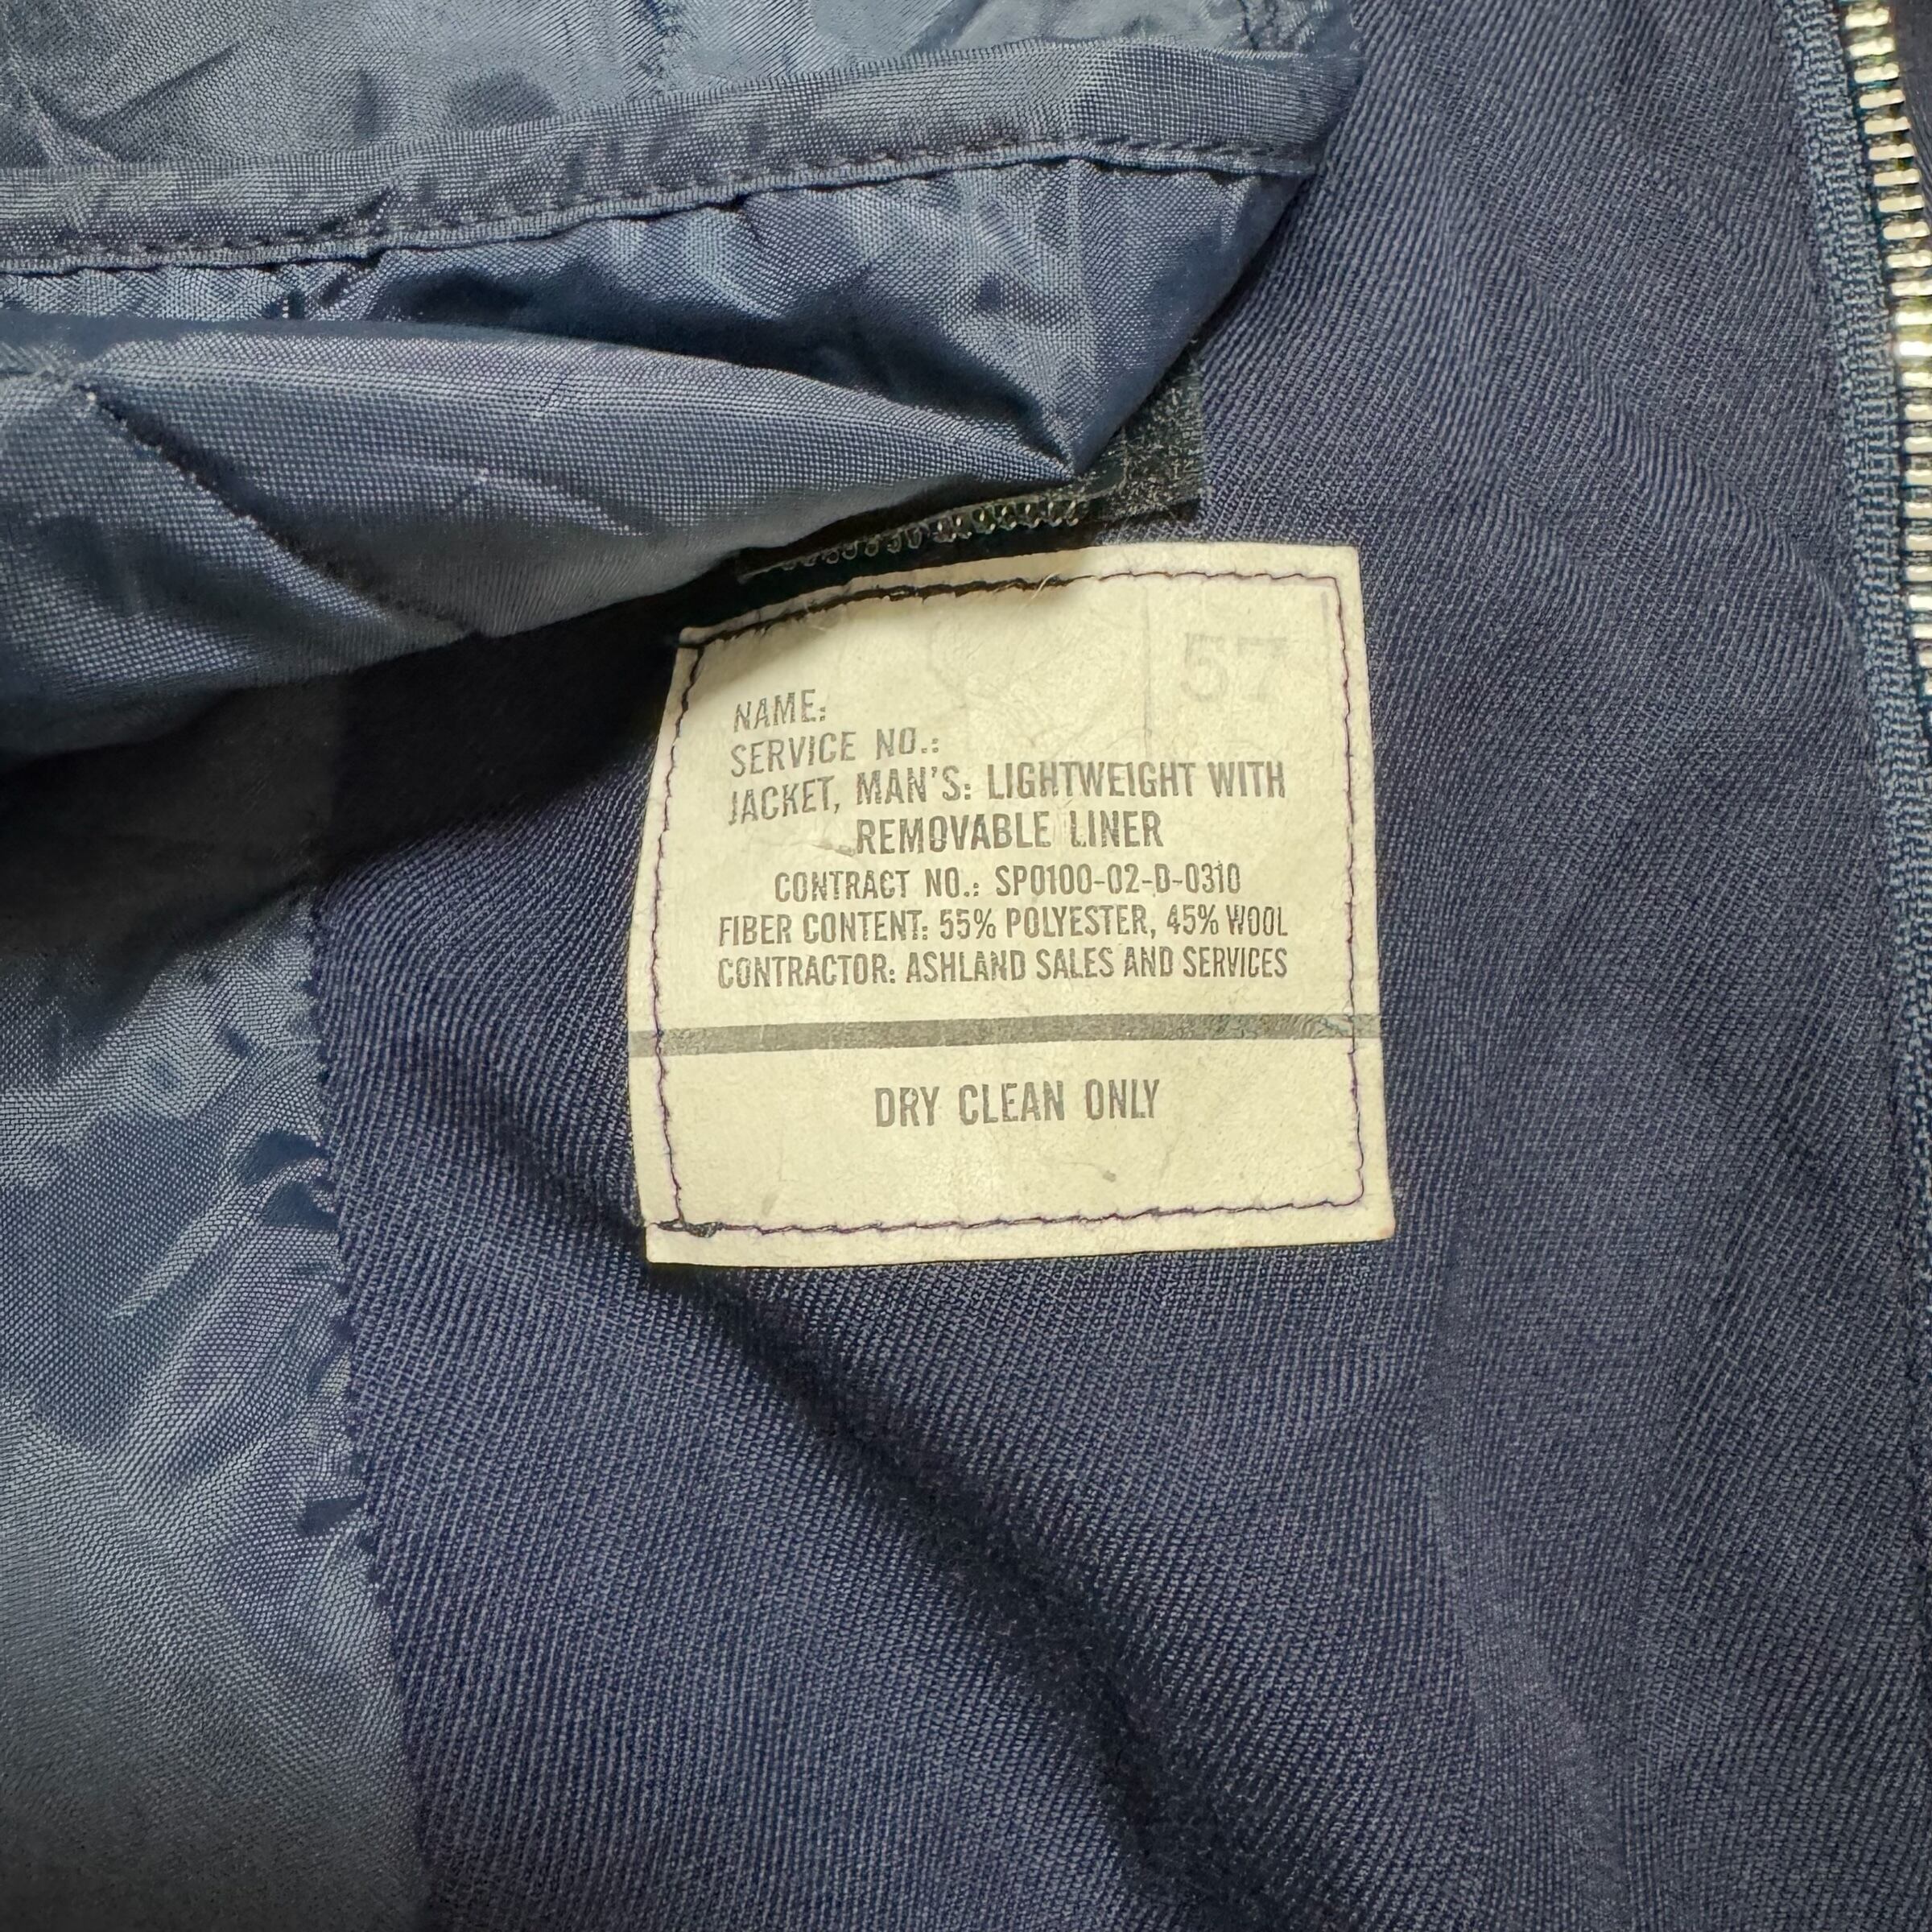 57
NAME:
SERVICE NO.:
JACKET, MAN'S: LIGHTWEIGHT WITH
REMOVABLE LINER
CONTRACT NO.: SP0100-02-D-0310
FIBER CONTENT: 55% POLYESTER, 45% WOOL
CONTRACTOR: ASHLAND SALES AND SERVICES
DRY CLEAN ONLY